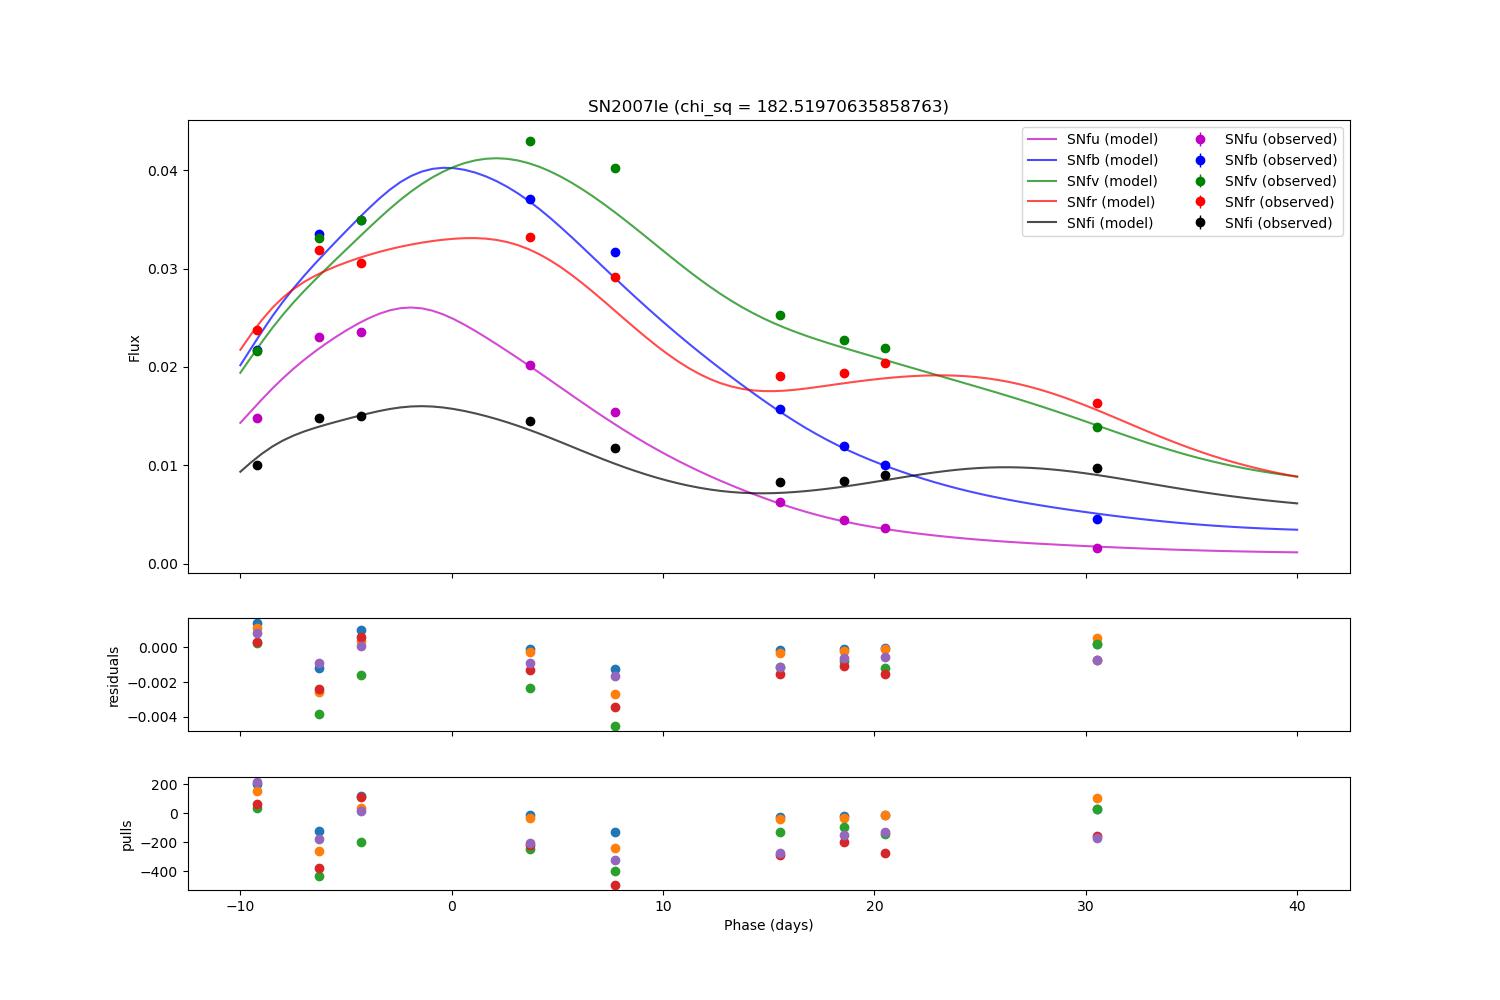 SN2007le (chi_sq = 182.51970635858763)
SNfu (model)
SNfb (model)
SNfv (model)
SNfr (model)
SNfi (model)
SNfu (observed)
SNfb (observed)
SNfv (observed)
SNfr (observed)
SNfi (observed)
Flux
0.04
0.03
0.02
0.01
0.00
residuals
0.000
−0.002
−0.004
pulls
200
0
−200
−400
−10
0
10
20
30
40
Phase (days)